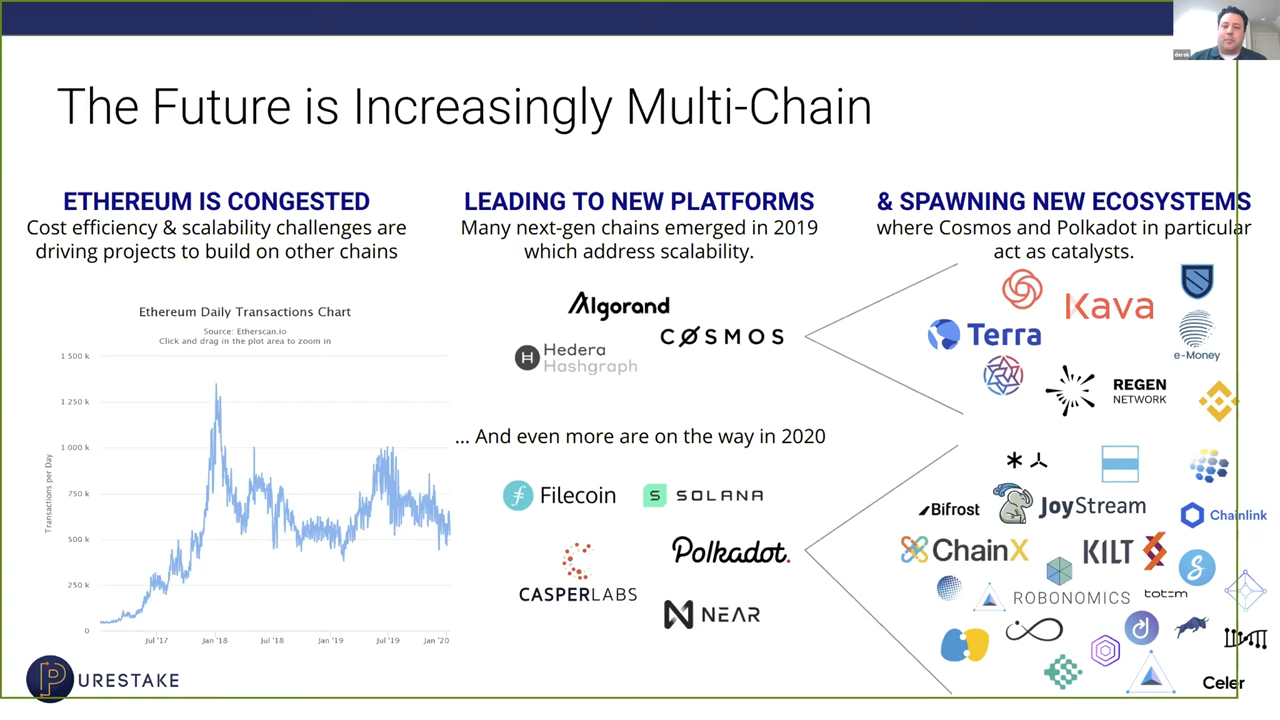 derek
The Future is Increasingly Multi-Chain
ETHEREUM IS CONGESTED
Cost efficiency & scalability challenges are
driving projects to build on other chains
Ethereum Daily Transactions Chart
Source: Etherscan.io
Click and drag in the plot area to zoom in
Transactions per Day
1 500 k
1 250 k
1 000 k
750 k
500 k
250 k
0
Jul '17
Jan '18
Jul '18
Jan '19
Jul '19
Jan '20
LEADING TO NEW PLATFORMS
Many next-gen chains emerged in 2019
which address scalability.
Algorand
COSMOS
H
Hedera
Hashgraph
... And even more are on the way in 2020
Filecoin
S SOLANA
CASPERLABS
Polkadot.
NEAR
& SPAWNING NEW ECOSYSTEMS
where Cosmos and Polkadot in particular
act as catalysts.
Kava
Terra
e-Money
REGEN
NETWORK
Bifrost
JoyStream
Chainlink
ChainX
KILT
ROBONOMICS
totem
Celer
PURESTAKE